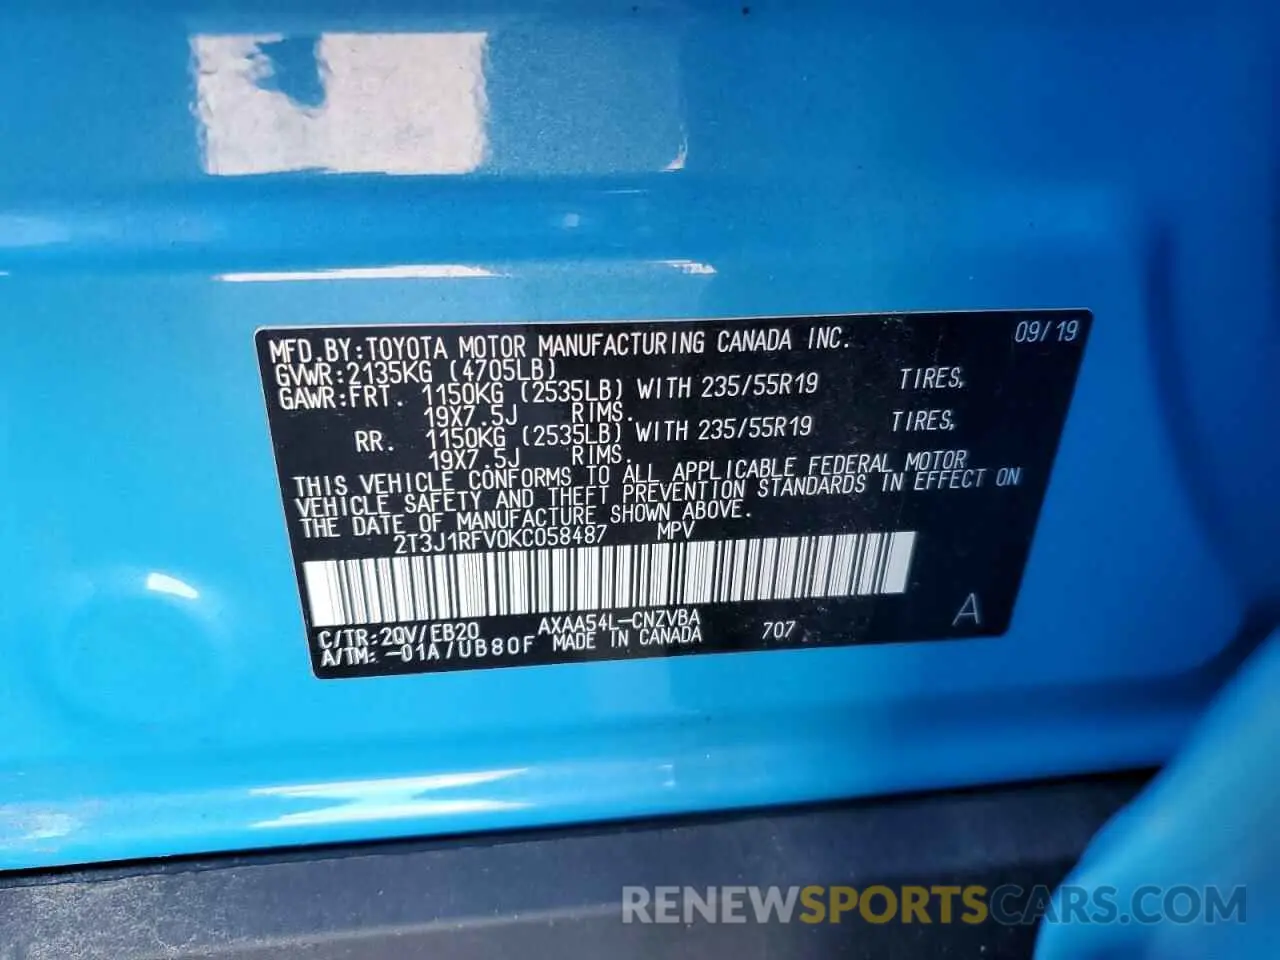 MFD.BY:TOYOTA MOTOR MANUFACTURING CANADA INC. 09/19
GVWR:2135KG (4705LB)
GAWR:FRT. 1150KG (2535LB) WITH 235/55R19 TIRES,
19X7.5J RIMS.
RR. 1150KG (2535LB) WITH 235/55R19 TIRES,
19X7.5J RIMS.
THIS VEHICLE CONFORMS TO ALL APPLICABLE FEDERAL MOTOR
VEHICLE SAFETY AND THEFT PREVENTION STANDARDS IN EFFECT ON
THE DATE OF MANUFACTURE SHOWN ABOVE.
2T3J1RFV0KC058487 MPV
C/TR:20V/EB20 AXAA54L-CNZVBA
A/TM:-01A/UB80F MADE IN CANADA 707 A
RENEWSPORTSCARS.COM